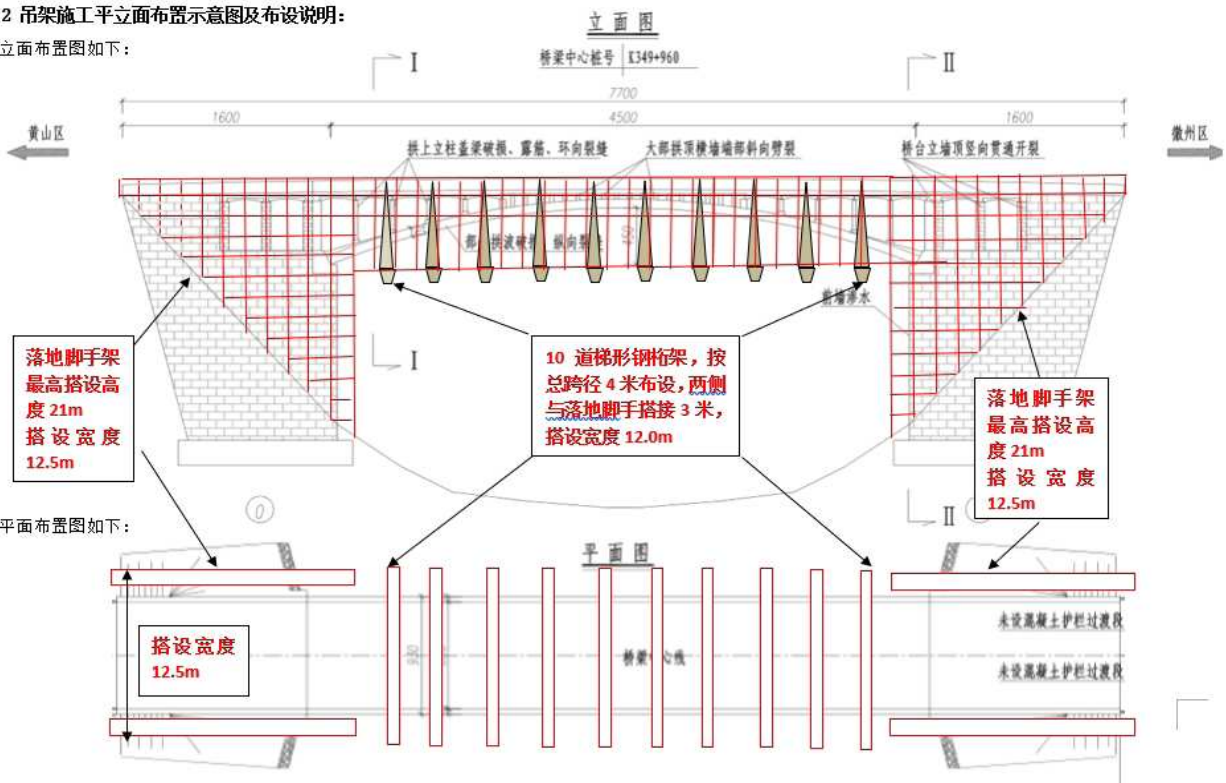 2 吊架施工平立面布置示意图及布设说明：
立面布置图如下：
立面图
桥梁中心桩号 K349+960
I
II
7700
1600
4500
1600
黄山区
徽州区
拱上立柱盖梁破损、露筋、环向裂缝
大部拱顶横墙端部斜向劈裂
桥台立墙顶竖向贯通开裂
450
前墙渗水
落地脚手架
最高搭设高
度 21m
搭设宽度
12.5m
I
10 道梯形钢桁架，按
总跨径 4 米布设，两侧
与落地脚手搭接 3 米，
搭设宽度 12.0m
落地脚手架
最高搭设高
度 21m
搭设宽度
12.5m
0
II
平面布置图如下：
平面图
搭设宽度
12.5m
930
未设混凝土护栏过渡段
未设混凝土护栏过渡段